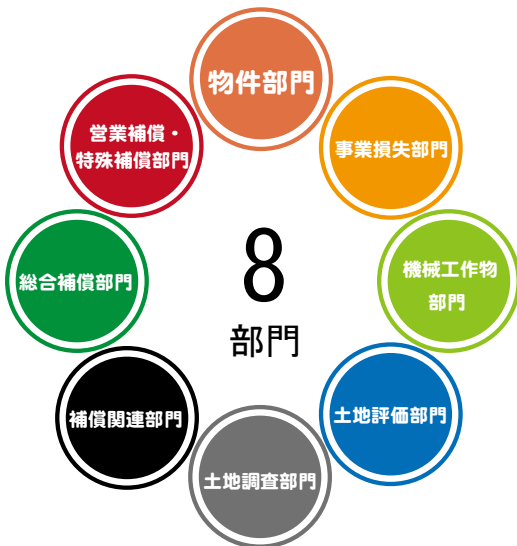 物件部門
事業損失部門
機械工作物
部門
土地評価部門
土地調査部門
補償関連部門
総合補償部門
営業補償・
特殊補償部門
8
部門